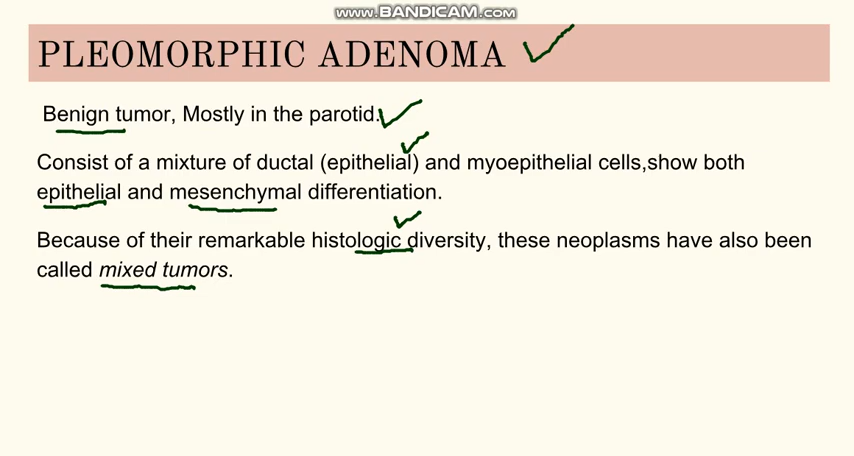 www.BANDICAM.com
PLEOMORPHIC ADENOMA
Benign tumor, Mostly in the parotid.
Consist of a mixture of ductal (epithelial) and myoepithelial cells,show both
epithelial and mesenchymal differentiation.
Because of their remarkable histologic diversity, these neoplasms have also been
called mixed tumors.